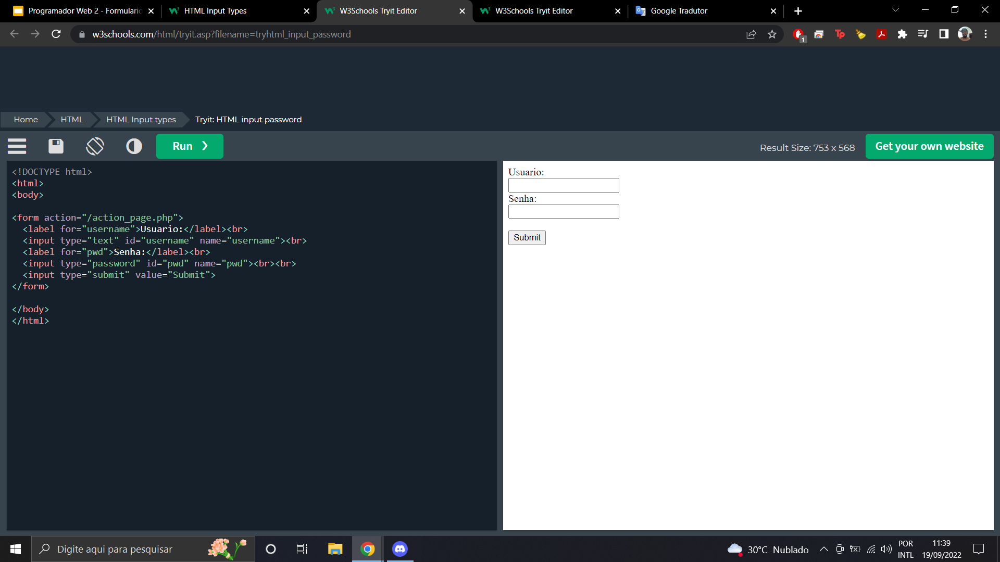 Programador Web 2 - Formulario
HTML Input Types
W3Schools Tryit Editor
W3Schools Tryit Editor
Google Tradutor
w3schools.com/html/tryit.asp?filename=tryhtml_input_password
1
Home
HTML
HTML Input types
Tryit: HTML input password
Run ❯
Result Size: 753 x 568
Get your own website
<!DOCTYPE html>
<html>
<body>
<form action="/action_page.php">
<label for="username">Usuario:</label><br>
<input type="text" id="username" name="username"><br>
<label for="pwd">Senha:</label><br>
<input type="password" id="pwd" name="pwd"><br><br>
<input type="submit" value="Submit">
</form>
</body>
</html>
Usuario:
Senha:
Submit
Digite aqui para pesquisar
30°C Nublado
POR
INTL
11:39
19/09/2022